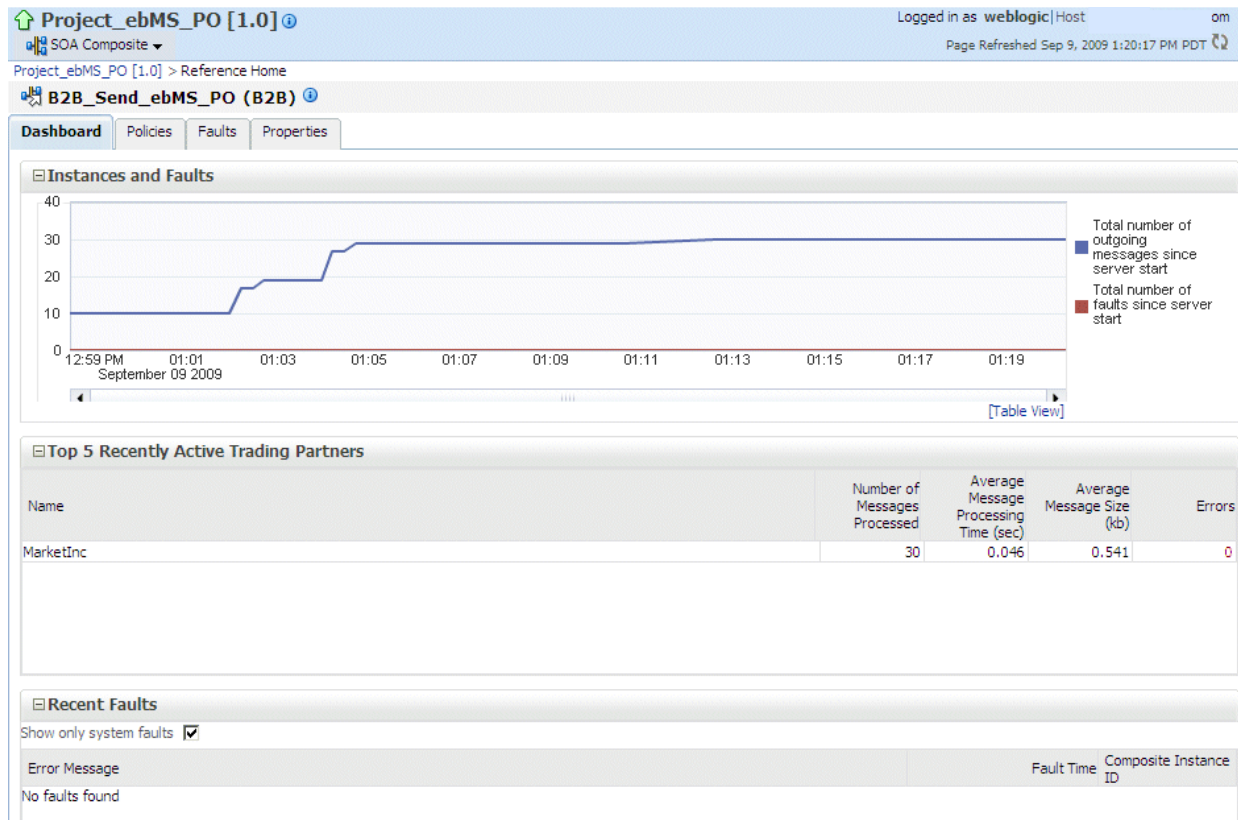 Project_ebMS_PO [1.0]
Logged in as weblogic|Host om
SOA Composite
Page Refreshed Sep 9, 2009 1:20:17 PM PDT
Project_ebMS_PO [1.0] > Reference Home
B2B_Send_ebMS_PO (B2B)
Dashboard Policies Faults Properties
Instances and Faults
40
30
20
10
0
12:59 PM 01:01 01:03 01:05 01:07 01:09 01:11 01:13 01:15 01:17 01:19
September 09 2009
Total number of
outgoing
messages since
server start
Total number of
faults since server
start
[Table View]
Top 5 Recently Active Trading Partners
Name
Number of
Messages
Processed
Average
Message
Processing
Time (sec)
Average
Message Size
(kb)
Errors
MarketInc 30 0.046 0.541 0
Recent Faults
Show only system faults
Error Message
Fault Time
Composite Instance
ID
No faults found